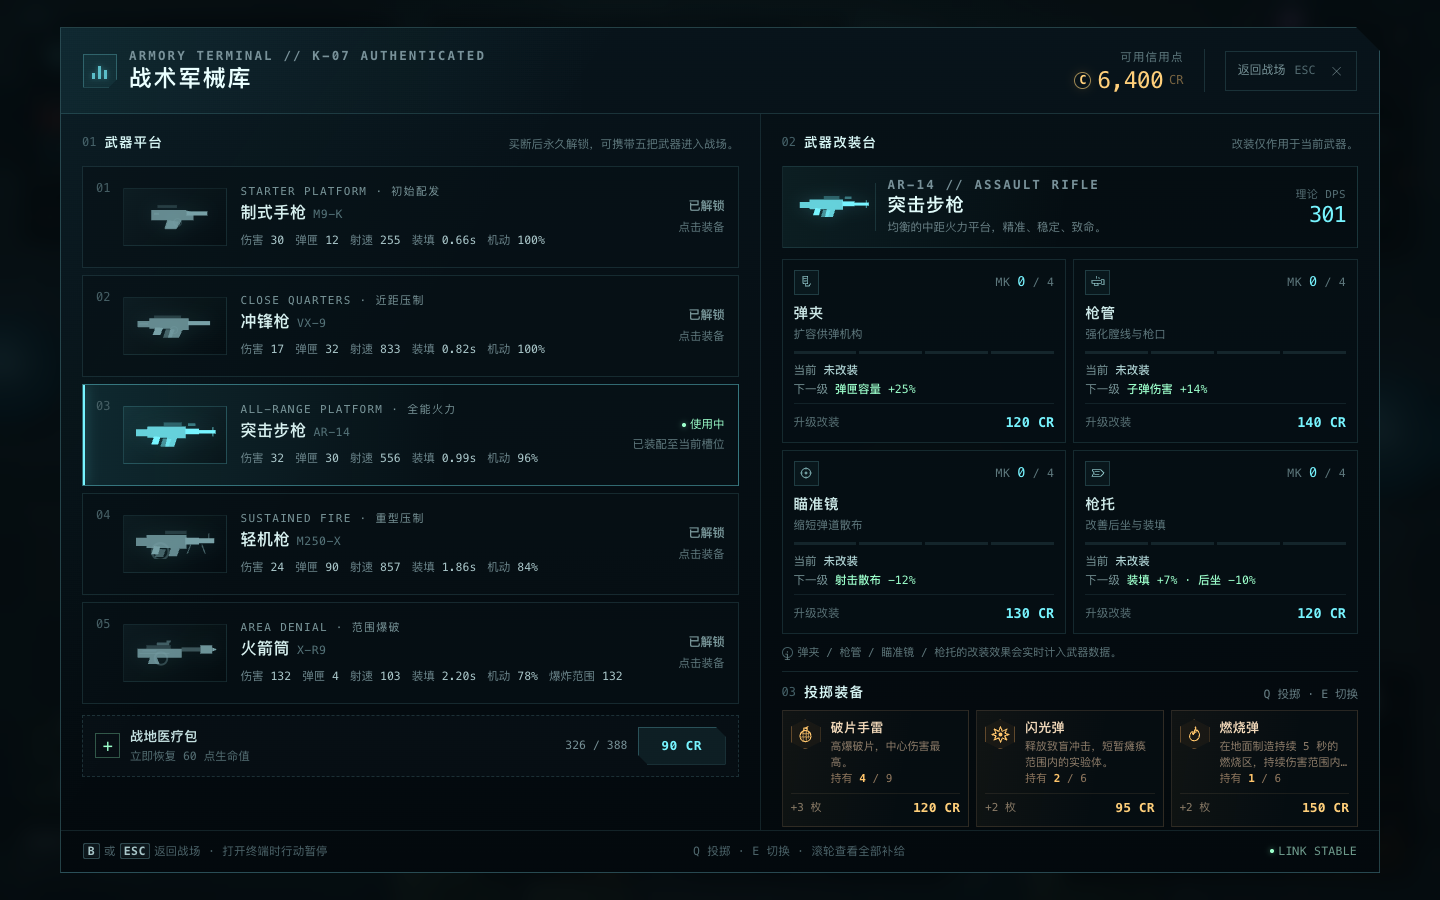 ARMORY TERMINAL // K-07 AUTHENTICATED
战术军械库
可用信用点
C 6,400 CR
返回战场 ESC ×
01 武器平台
买断后永久解锁，可携带五把武器进入战场。
01
STARTER PLATFORM · 初始配发
制式手枪 M9-K
伤害 30 弹匣 12 射速 255 装填 0.66s 机动 100%
已解锁
点击装备
02
CLOSE QUARTERS · 近距压制
冲锋枪 VX-9
伤害 17 弹匣 32 射速 833 装填 0.82s 机动 100%
已解锁
点击装备
03
ALL-RANGE PLATFORM · 全能火力
突击步枪 AR-14
伤害 32 弹匣 30 射速 556 装填 0.99s 机动 96%
使用中
已装配至当前槽位
04
SUSTAINED FIRE · 重型压制
轻机枪 M250-X
伤害 24 弹匣 90 射速 857 装填 1.86s 机动 84%
已解锁
点击装备
05
AREA DENIAL · 范围爆破
火箭筒 X-R9
伤害 132 弹匣 4 射速 103 装填 2.20s 机动 78% 爆炸范围 132
已解锁
点击装备
+
战地医疗包
立即恢复 60 点生命值
326 / 388
90 CR
02 武器改装台
改装仅作用于当前武器。
AR-14 // ASSAULT RIFLE
突击步枪
均衡的中距火力平台，精准、稳定、致命。
理论 DPS
301
MK 0 / 4
弹夹
扩容供弹机构
当前 未改装
下一级 弹匣容量 +25%
升级改装 120 CR
MK 0 / 4
枪管
强化膛线与枪口
当前 未改装
下一级 子弹伤害 +14%
升级改装 140 CR
MK 0 / 4
瞄准镜
缩短弹道散布
当前 未改装
下一级 射击散布 -12%
升级改装 130 CR
MK 0 / 4
枪托
改善后坐与装填
当前 未改装
下一级 装填 +7% · 后坐 -10%
升级改装 120 CR
弹夹 / 枪管 / 瞄准镜 / 枪托的改装效果会实时计入武器数据。
03 投掷装备
Q 投掷 · E 切换
破片手雷
高爆破片，中心伤害最
高。
持有 4 / 9
+3 枚 120 CR
闪光弹
释放致盲冲击，短暂瘫痪
范围内的实验体。
持有 2 / 6
+2 枚 95 CR
燃烧弹
在地面制造持续 5 秒的
燃烧区，持续伤害范围内…
持有 1 / 6
+2 枚 150 CR
B 或 ESC 返回战场 · 打开终端时行动暂停
Q 投掷 · E 切换 · 滚轮查看全部补给
LINK STABLE